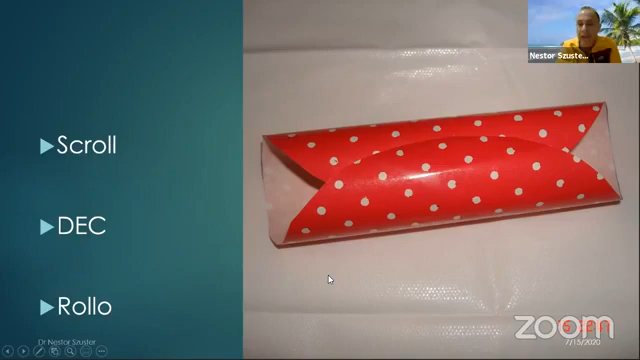 Nestor Szuste...
Scroll
DEC
Rollo
Dr Nestor Szuster
zoom
7/15/2020